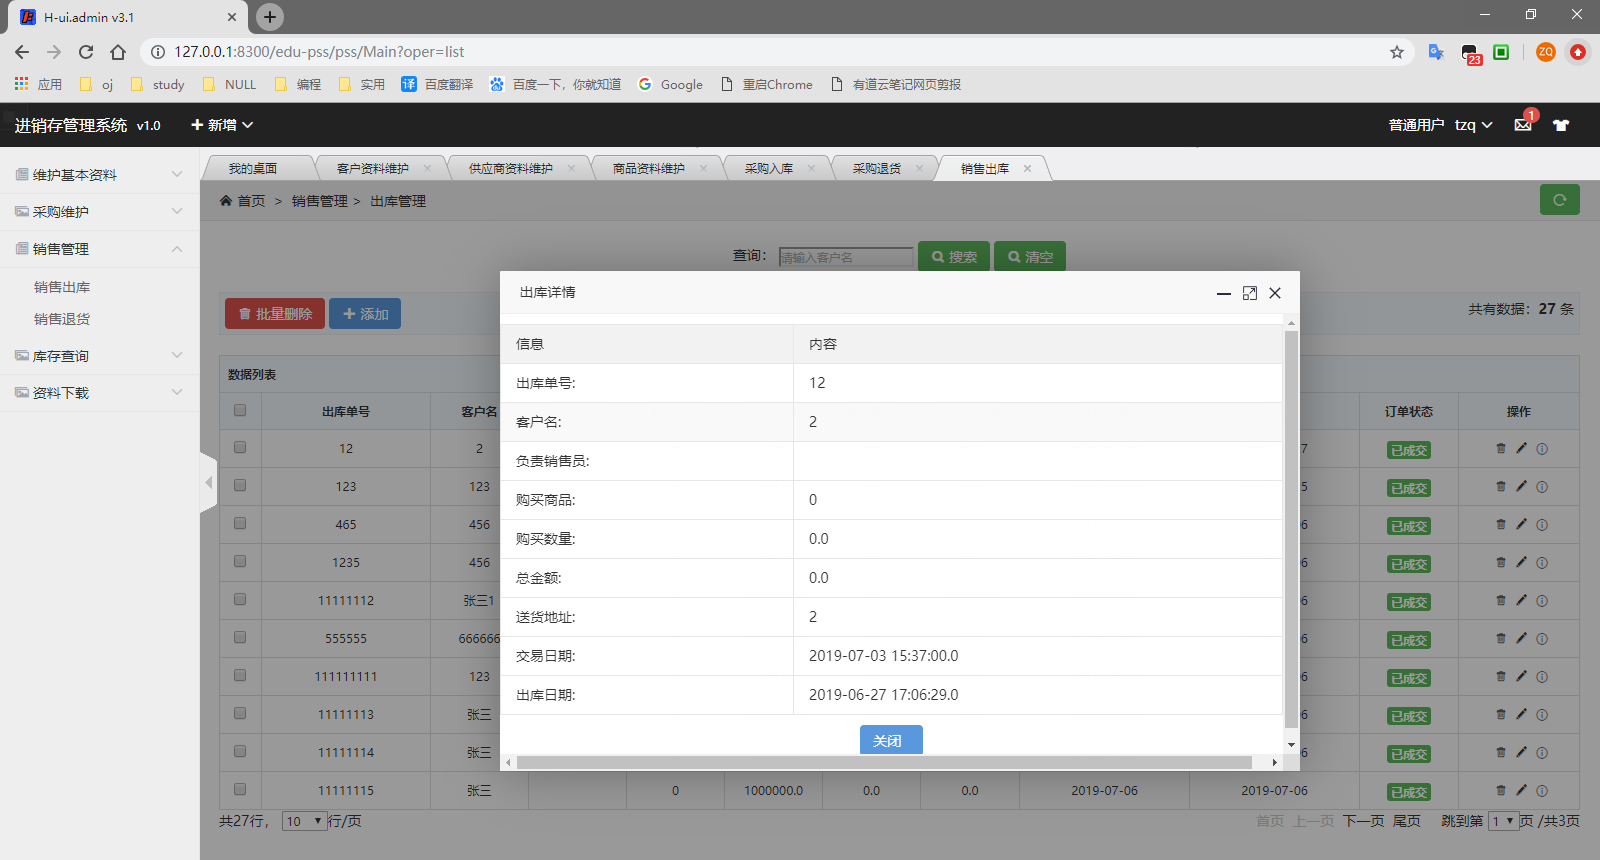 H-ui.admin v3.1
127.0.0.1:8300/edu-pss/pss/Main?oper=list
23
ZQ
应用 oj study NULL 编程 实用 译 百度翻译 百度一下，你就知道 Google 重启Chrome 有道云笔记网页剪报
进销存管理系统 v1.0 新增 普通用户 tzq 1
维护基本资料
采购维护
销售管理
销售出库
销售退货
库存查询
资料下载
我的桌面 客户资料维护 供应商资料维护 商品资料维护 采购入库 采购退货 销售出库
首页 > 销售管理 > 出库管理
查询： 请输入客户名 搜索 清空
批量删除 添加 共有数据：27 条
数据列表
出库单号 客户名 订单状态 操作
12 2 7 已成交
123 123 5 已成交
465 456 06 已成交
1235 456 06 已成交
11111112 张三1 06 已成交
555555 666666 06 已成交
111111111 123 06 已成交
11111113 张三 06 已成交
11111114 张三 06 已成交
11111115 张三 0 1000000.0 0.0 0.0 2019-07-06 2019-07-06 已成交
共27行， 10 行/页 首页 上一页 下一页 尾页 跳到第 1 页 /共3页
出库详情
信息 内容
出库单号: 12
客户名: 2
负责销售员:
购买商品: 0
购买数量: 0.0
总金额: 0.0
送货地址: 2
交易日期: 2019-07-03 15:37:00.0
出库日期: 2019-06-27 17:06:29.0
关闭